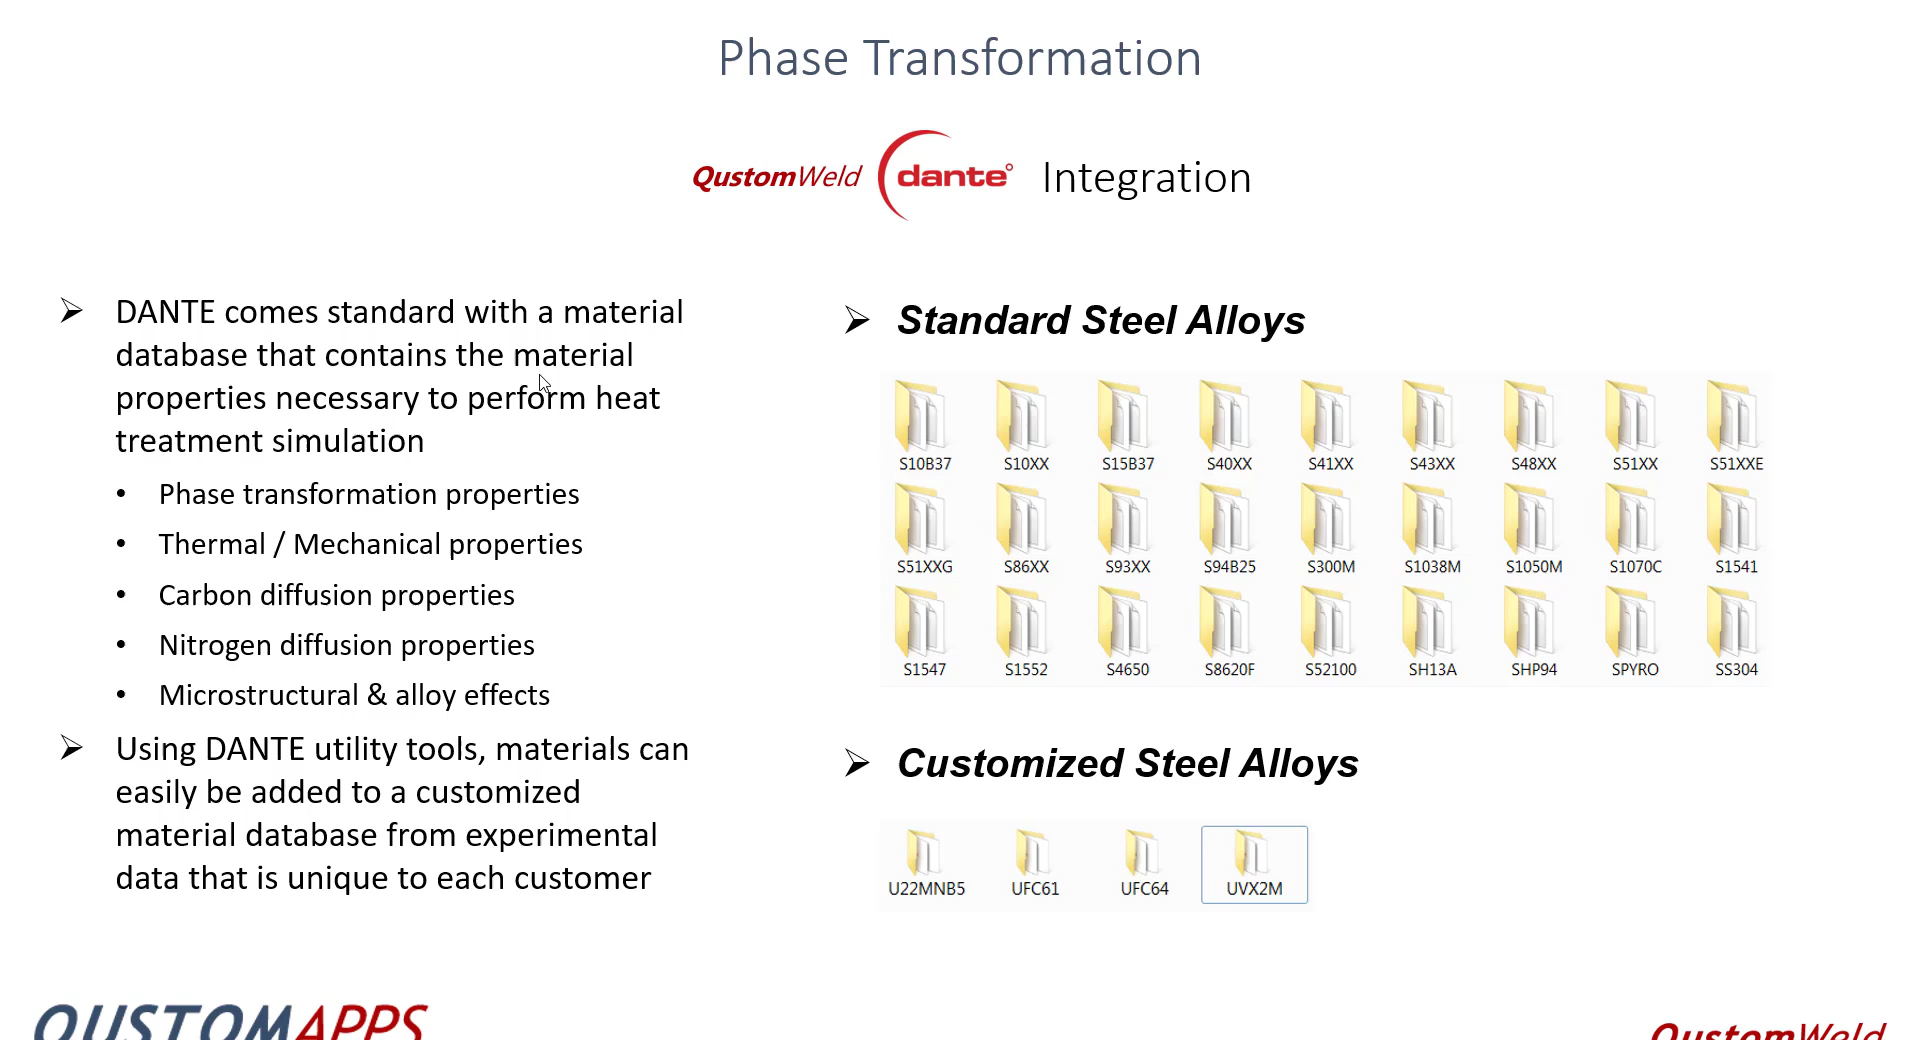 Phase Transformation
QustomWeld dante° Integration
DANTE comes standard with a material
database that contains the material
properties necessary to perform heat
treatment simulation
• Phase transformation properties
• Thermal / Mechanical properties
• Carbon diffusion properties
• Nitrogen diffusion properties
• Microstructural & alloy effects
Using DANTE utility tools, materials can
easily be added to a customized
material database from experimental
data that is unique to each customer
Standard Steel Alloys
S10B37 S10XX S15B37 S40XX S41XX S43XX S48XX S51XX S51XXE
S51XXG S86XX S93XX S94B25 S300M S1038M S1050M S1070C S1541
S1547 S1552 S4650 S8620F S52100 SH13A SHP94 SPYRO SS304
Customized Steel Alloys
U22MNB5 UFC61 UFC64 UVX2M
QUSTOMAPPS
QustomWeld